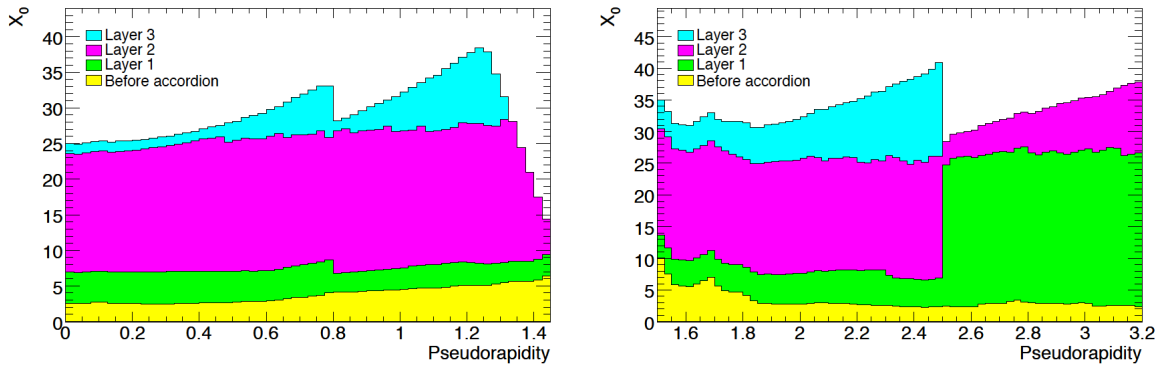 X0
40
35
30
25
20
15
10
5
0
Layer 3
Layer 2
Layer 1
Before accordion
0 0.2 0.4 0.6 0.8 1 1.2 1.4
Pseudorapidity
X0
45
40
35
30
25
20
15
10
5
0
Layer 3
Layer 2
Layer 1
Before accordion
1.6 1.8 2 2.2 2.4 2.6 2.8 3 3.2
Pseudorapidity